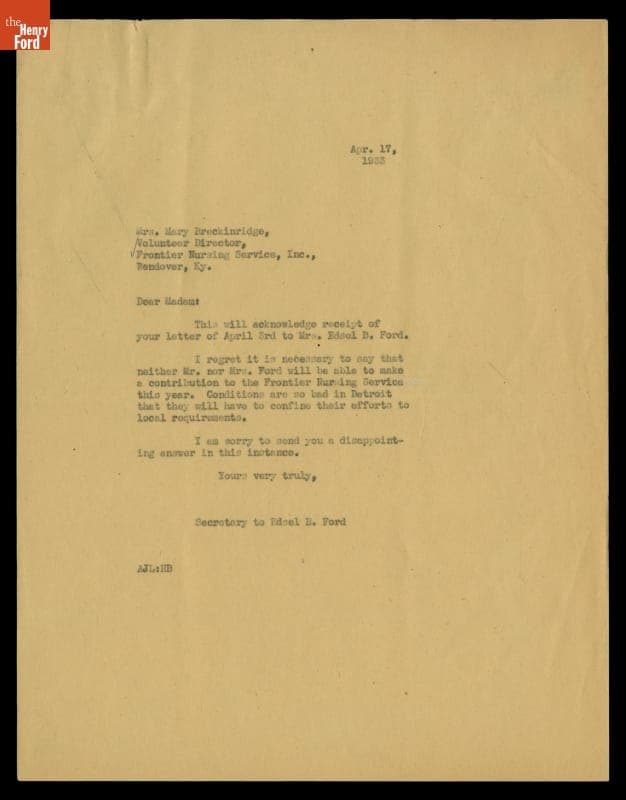 the
Henry
Ford
Apr. 17,
1933
Mrs. Mary Breckinridge,
Volunteer Director,
Frontier Nursing Service, Inc.,
Wendover, Ky.
Dear Madam:
This will acknowledge receipt of
your letter of April 3rd to Mrs. Edsel B. Ford.
I regret it is necessary to say that
neither Mr. nor Mrs. Ford will be able to make
a contribution to the Frontier Nursing Service
this year. Conditions are so bad in Detroit
that they will have to confine their efforts to
local requirements.
I am sorry to send you a disappoint-
ing answer in this instance.
Yours very truly,
Secretary to Edsel B. Ford
AJL:HB